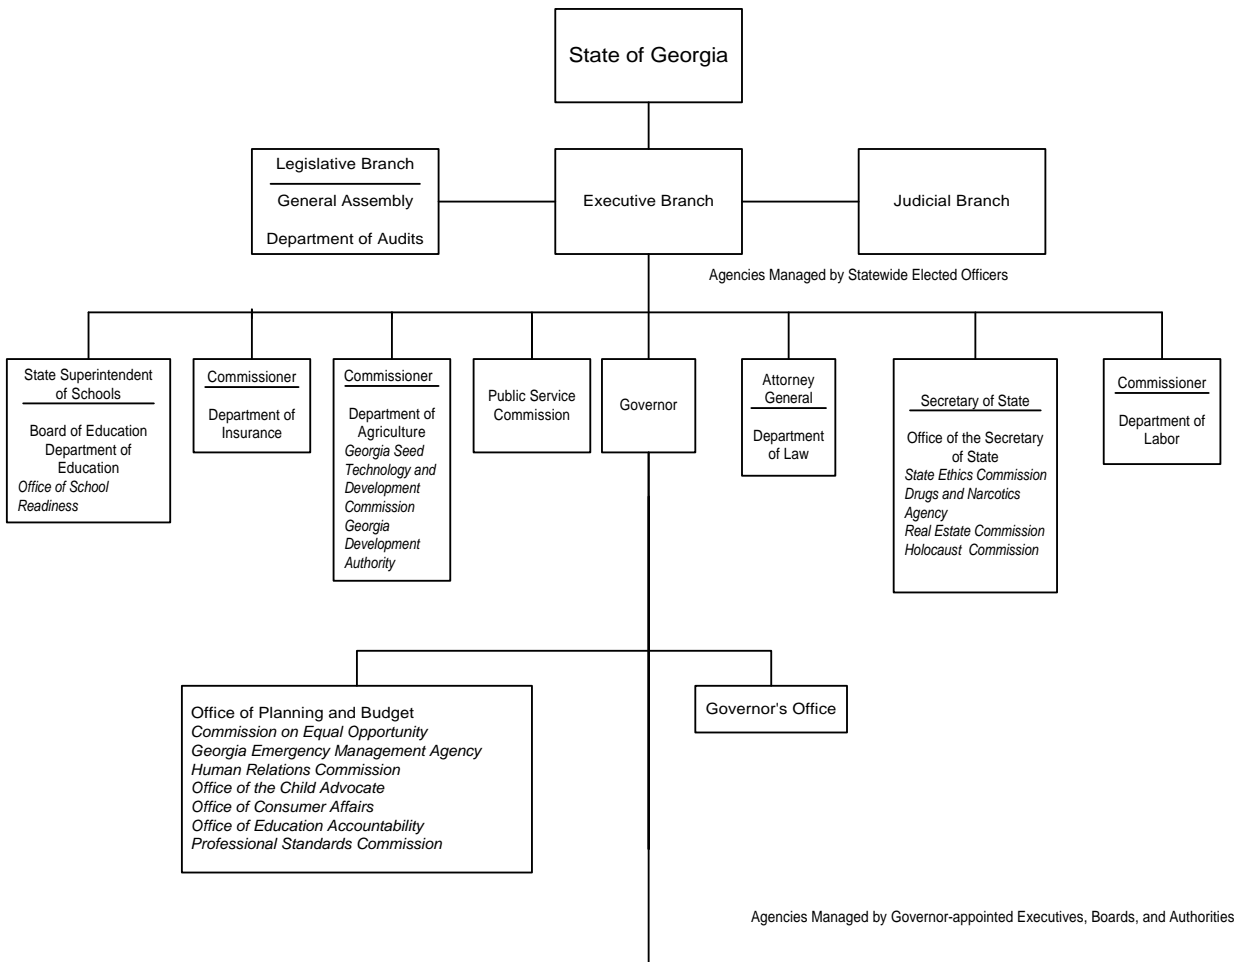 State of Georgia
Legislative Branch
General Assembly
Department of Audits
Executive Branch
Judicial Branch
Agencies Managed by Statewide Elected Officers
State Superintendent
of Schools
Board of Education
Department of
Education
Office of School
Readiness
Commissioner
Department of
Insurance
Commissioner
Department of
Agriculture
Georgia Seed
Technology and
Development
Commission
Georgia
Development
Authority
Public Service
Commission
Governor
Attorney
General
Department
of Law
Secretary of State
Office of the Secretary
of State
State Ethics Commission
Drugs and Narcotics
Agency
Real Estate Commission
Holocaust Commission
Commissioner
Department of
Labor
Office of Planning and Budget
Commission on Equal Opportunity
Georgia Emergency Management Agency
Human Relations Commission
Office of the Child Advocate
Office of Consumer Affairs
Office of Education Accountability
Professional Standards Commission
Governor's Office
Agencies Managed by Governor-appointed Executives, Boards, and Authorities